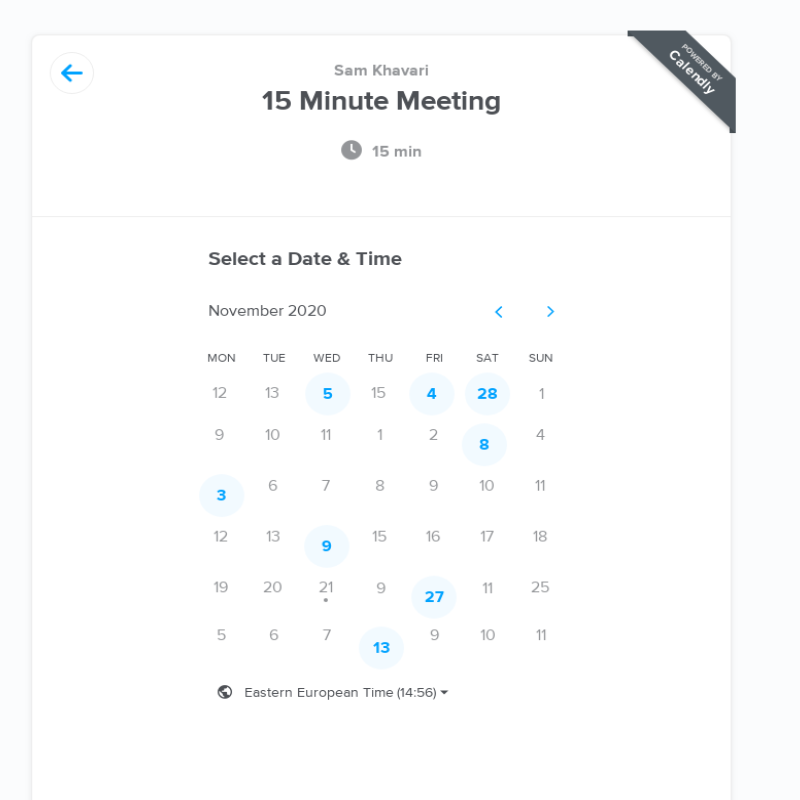 POWERED BY
Calendly
Sam Khavari
15 Minute Meeting
15 min
Select a Date & Time
November 2020
MON TUE WED THU FRI SAT SUN
12 13 5 15 4 28 1
9 10 11 1 2 8 4
3 6 7 8 9 10 11
12 13 9 15 16 17 18
19 20 21 9 27 11 25
5 6 7 13 9 10 11
Eastern European Time (14:56)